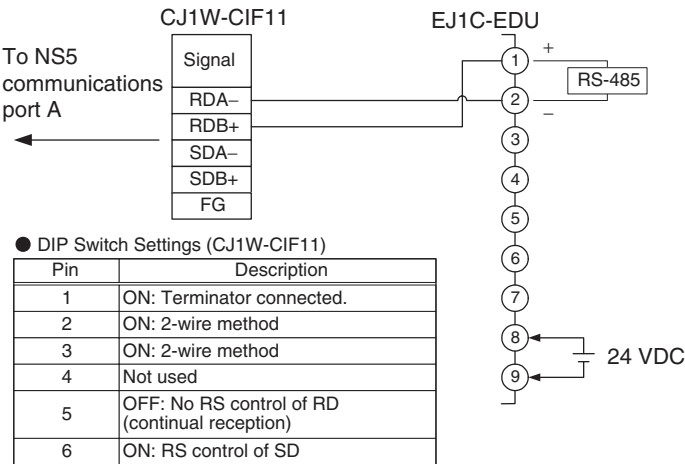 CJ1W-CIF11
EJ1C-EDU
To NS5
communications
port A
Signal
RDA−
RDB+
SDA−
SDB+
FG
1
+
RS-485
2
−
3
4
5
6
7
8
9
24 VDC
● DIP Switch Settings (CJ1W-CIF11)
Pin Description
1 ON: Terminator connected.
2 ON: 2-wire method
3 ON: 2-wire method
4 Not used
5 OFF: No RS control of RD
(continual reception)
6 ON: RS control of SD